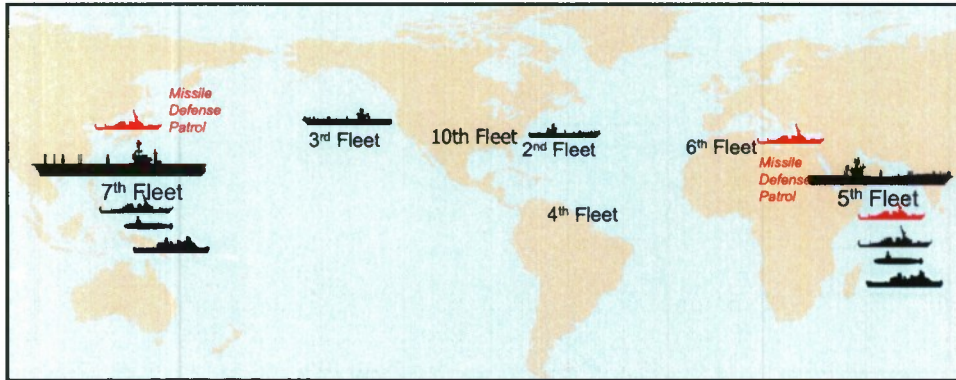 Missile
Defense
Patrol
7th Fleet
3rd Fleet
10th Fleet
2nd Fleet
4th Fleet
6th Fleet
Missile
Defense
Patrol
5th Fleet